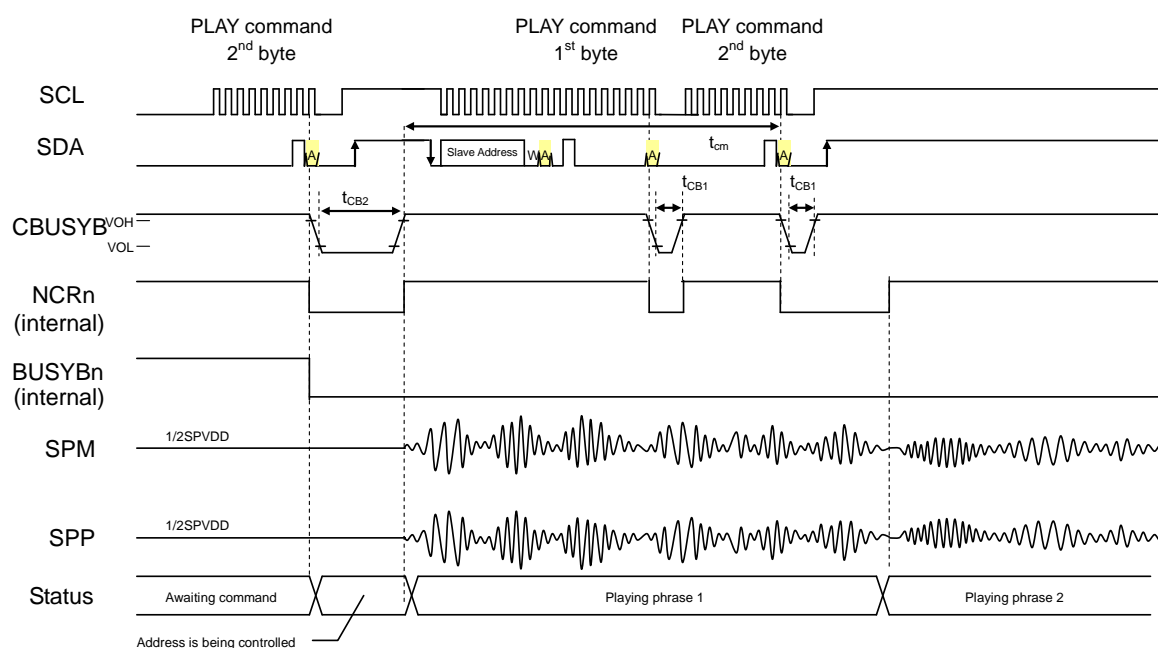 PLAY command
2nd byte
PLAY command
1st byte
PLAY command
2nd byte
SCL
SDA
A
Slave Address
W
A
A
tcm
A
tCB2
tCB1
tCB1
CBUSYB
VOH
VOL
NCRn
(internal)
BUSYBn
(internal)
SPM
1/2SPVDD
SPP
1/2SPVDD
Status
Awaiting command
Playing phrase 1
Playing phrase 2
Address is being controlled